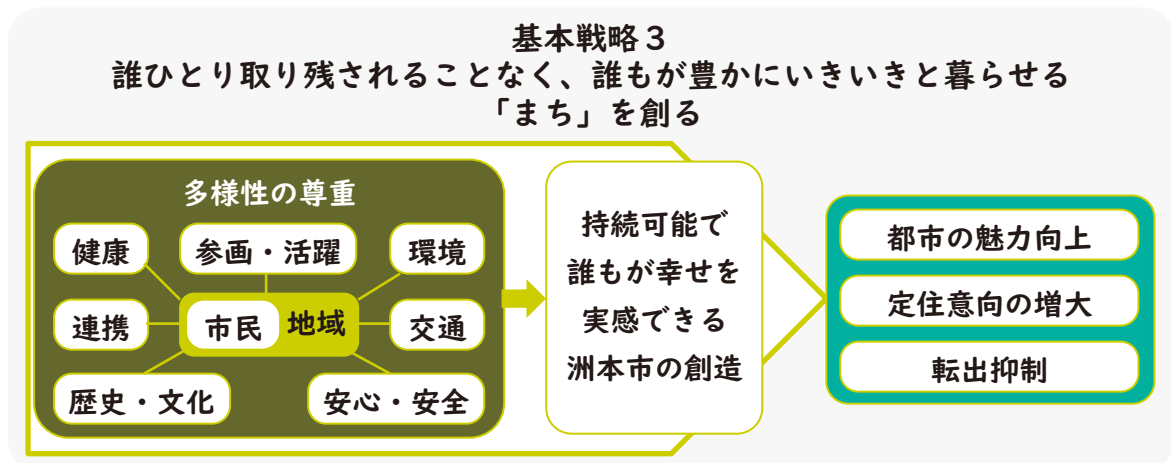 基本戦略3
誰ひとり取り残されることなく、誰もが豊かにいきいきと暮らせる
「まち」を創る
多様性の尊重
健康
参画・活躍
環境
連携
市民
地域
交通
歴史・文化
安心・安全
持続可能で
誰もが幸せを
実感できる
洲本市の創造
都市の魅力向上
定住意向の増大
転出抑制